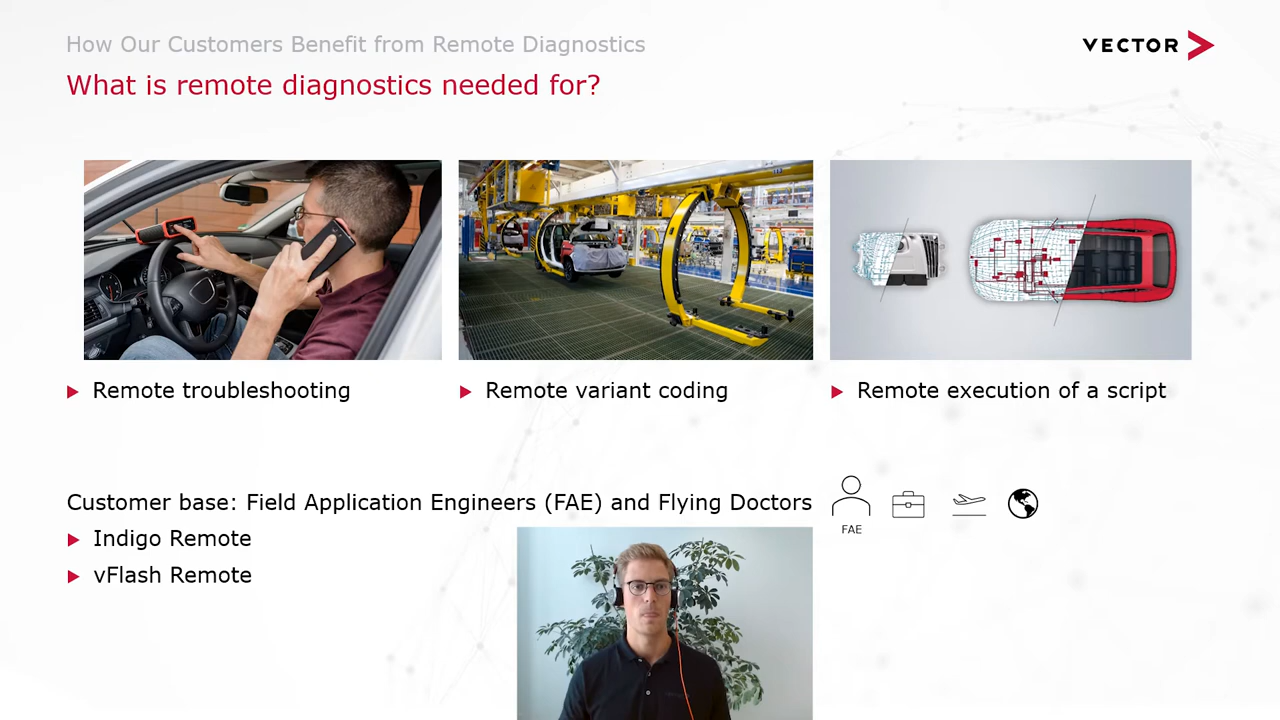 How Our Customers Benefit from Remote Diagnostics
VECTOR
What is remote diagnostics needed for?
Remote troubleshooting
Remote variant coding
Remote execution of a script
Customer base: Field Application Engineers (FAE) and Flying Doctors
FAE
Indigo Remote
vFlash Remote